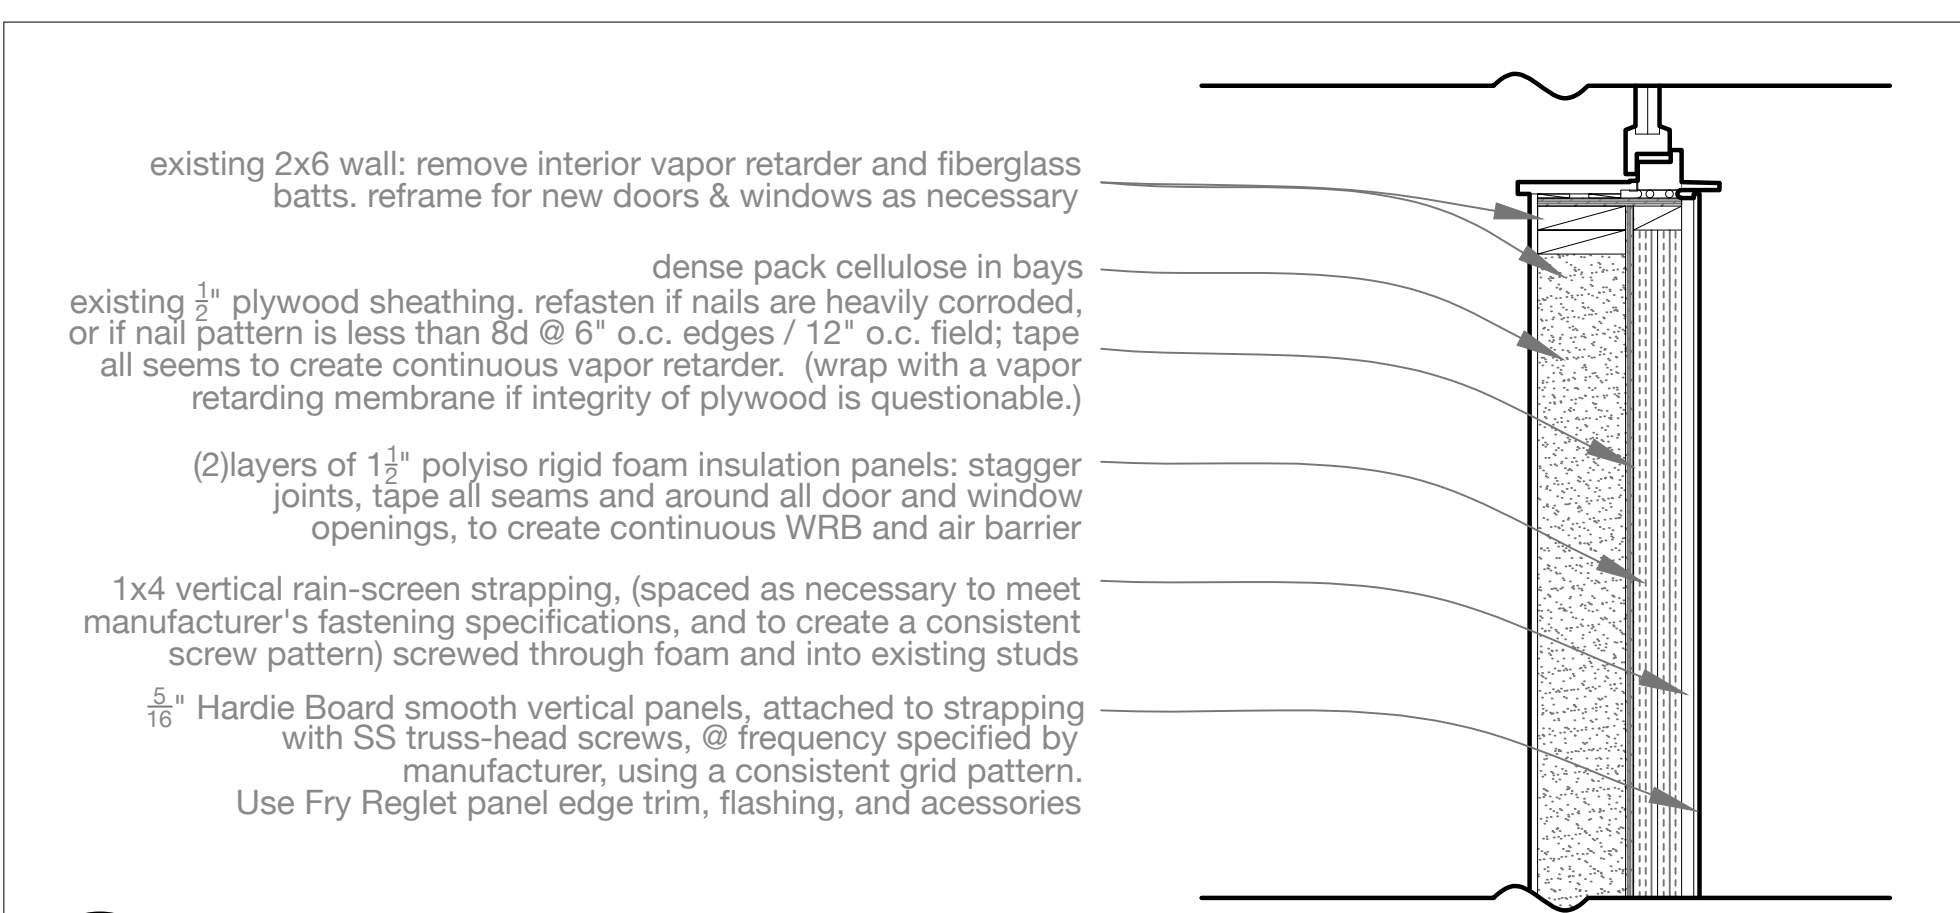 existing 2x6 wall: remove interior vapor retarder and fiberglass
batts. reframe for new doors & windows as necessary
dense pack cellulose in bays
existing 1/2" plywood sheathing. refasten if nails are heavily corroded,
or if nail pattern is less than 8d @ 6" o.c. edges / 12" o.c. field; tape
all seems to create continuous vapor retarder.  (wrap with a vapor
retarding membrane if integrity of plywood is questionable.)
(2)layers of 1 1/2" polyiso rigid foam insulation panels: stagger
joints, tape all seams and around all door and window
openings, to create continuous WRB and air barrier
1x4 vertical rain-screen strapping, (spaced as necessary to meet
manufacturer's fastening specifications, and to create a consistent
screw pattern) screwed through foam and into existing studs
5/16" Hardie Board smooth vertical panels, attached to strapping
with SS truss-head screws, @ frequency specified by
manufacturer, using a consistent grid pattern.
Use Fry Reglet panel edge trim, flashing, and acessories